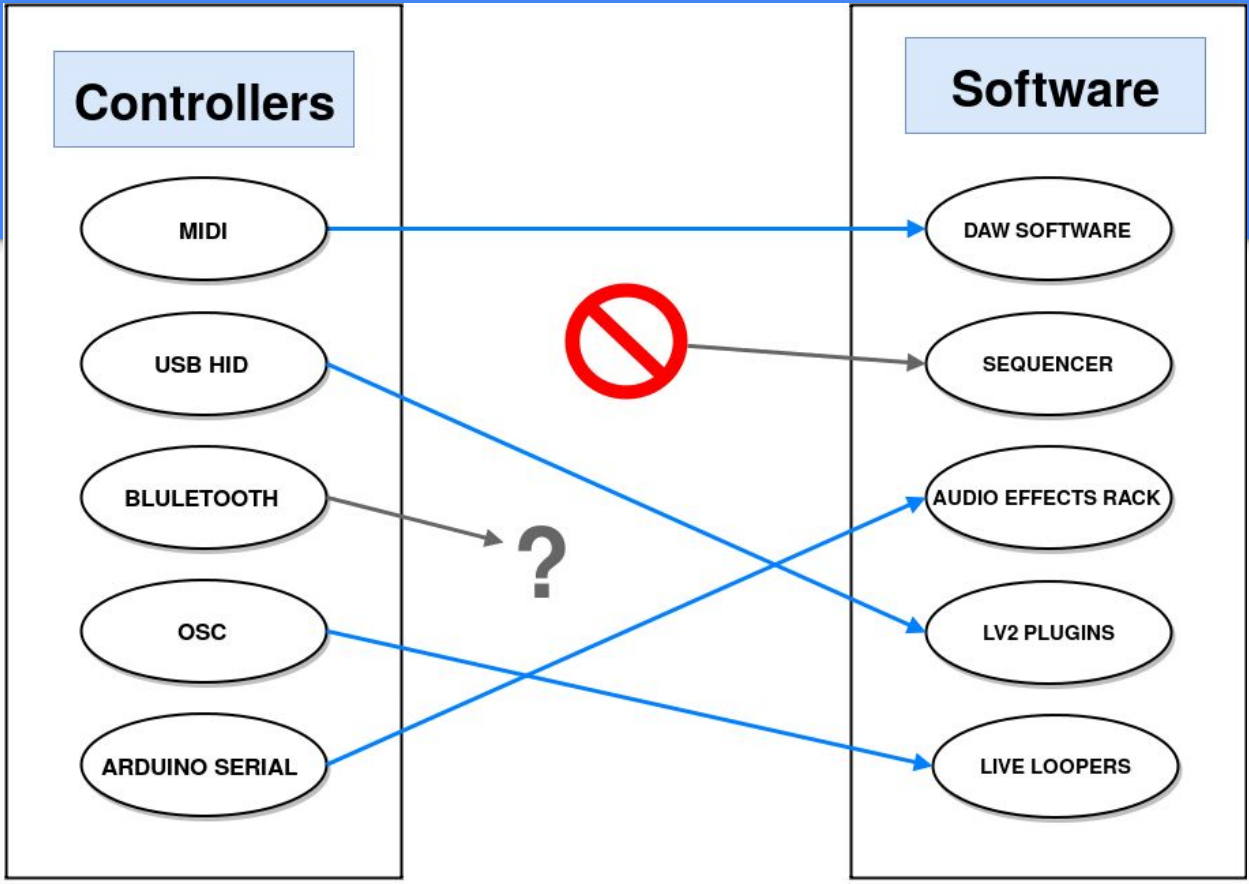 Controllers
MIDI
USB HID
BLULETOOTH
OSC
ARDUINO SERIAL
?
Software
DAW SOFTWARE
SEQUENCER
AUDIO EFFECTS RACK
LV2 PLUGINS
LIVE LOOPERS